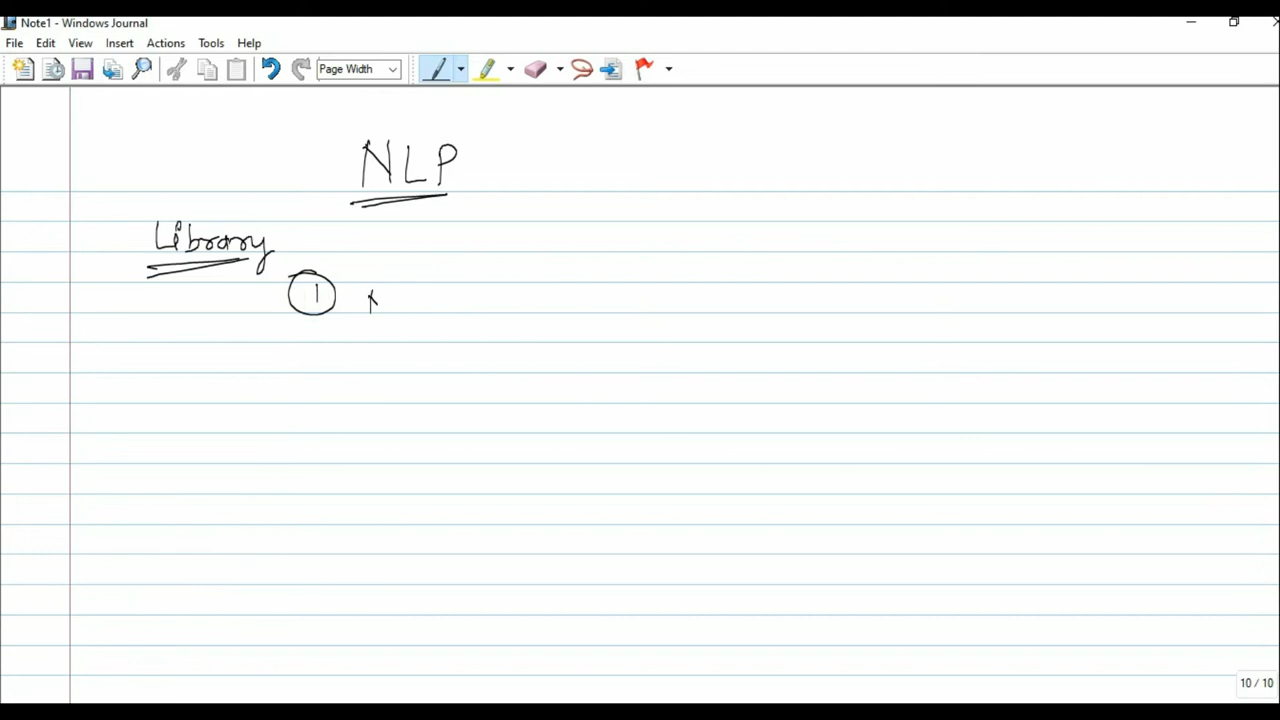 Note1 - Windows Journal
File Edit View Insert Actions Tools Help
Page Width
NLP
Library
1
10 / 10